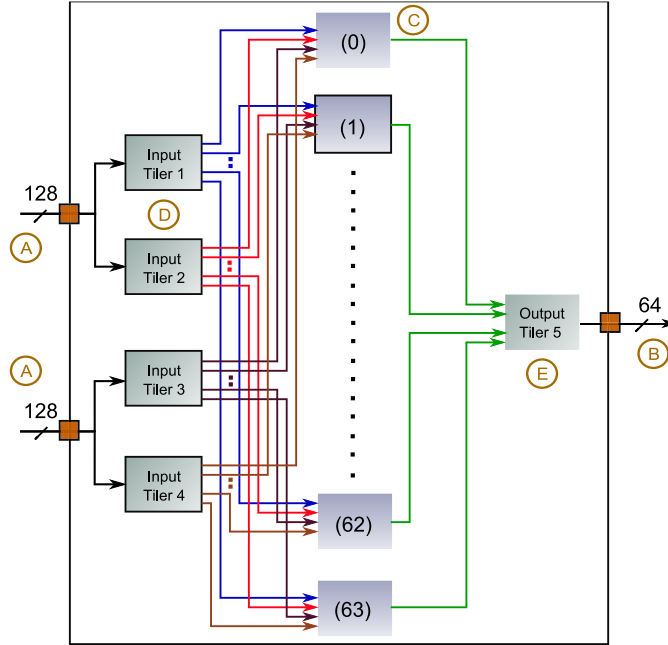 C
(0)
(1)
Input
Tiler 1
128
D
A
Input
Tiler 2
64
Output
Tiler 5
B
A
Input
Tiler 3
E
128
Input
Tiler 4
(62)
(63)